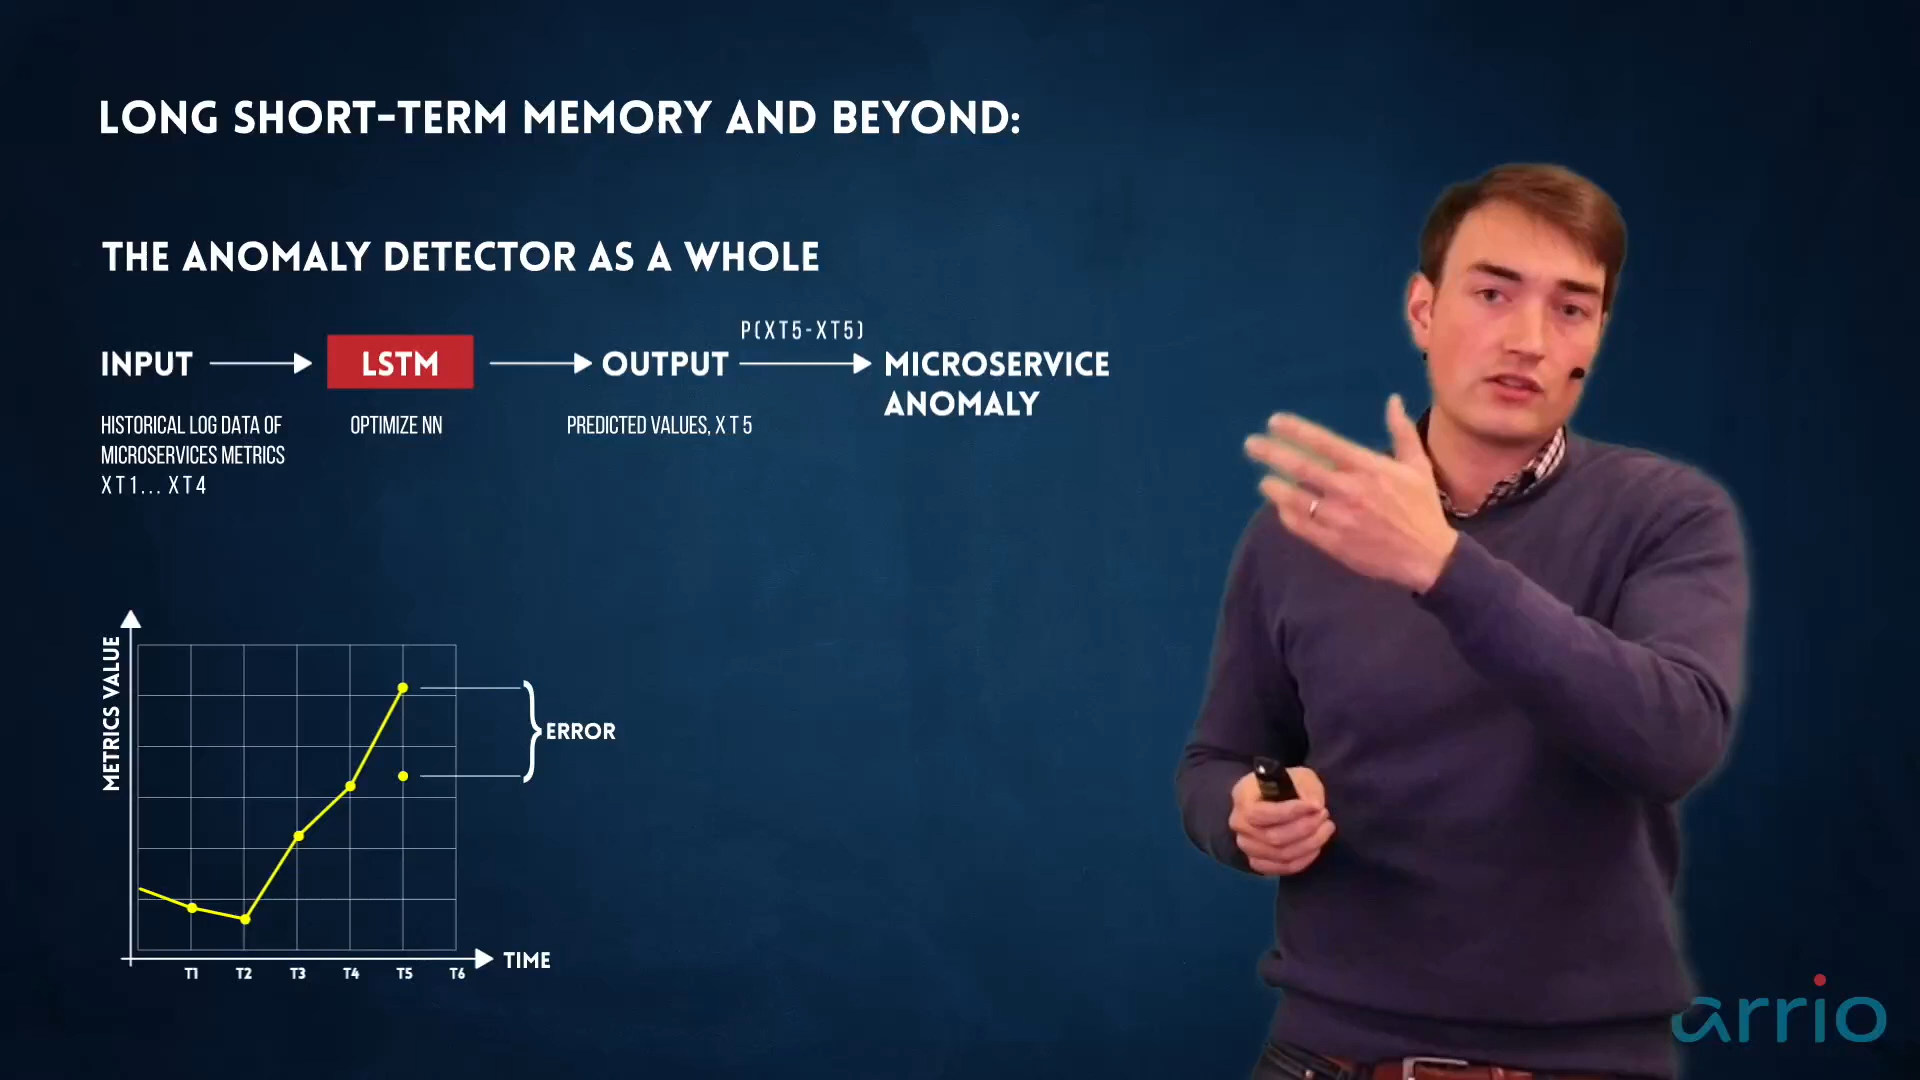 LONG SHORT-TERM MEMORY AND BEYOND:
THE ANOMALY DETECTOR AS A WHOLE
P(XT5-XT5)
INPUT
LSTM
OUTPUT
MICROSERVICE
ANOMALY
HISTORICAL LOG DATA OF
MICROSERVICES METRICS
XT1... XT4
OPTIMIZE NN
PREDICTED VALUES, X T 5
METRICS VALUE
ERROR
T1 T2 T3 T4 T5 T6
TIME
arrio